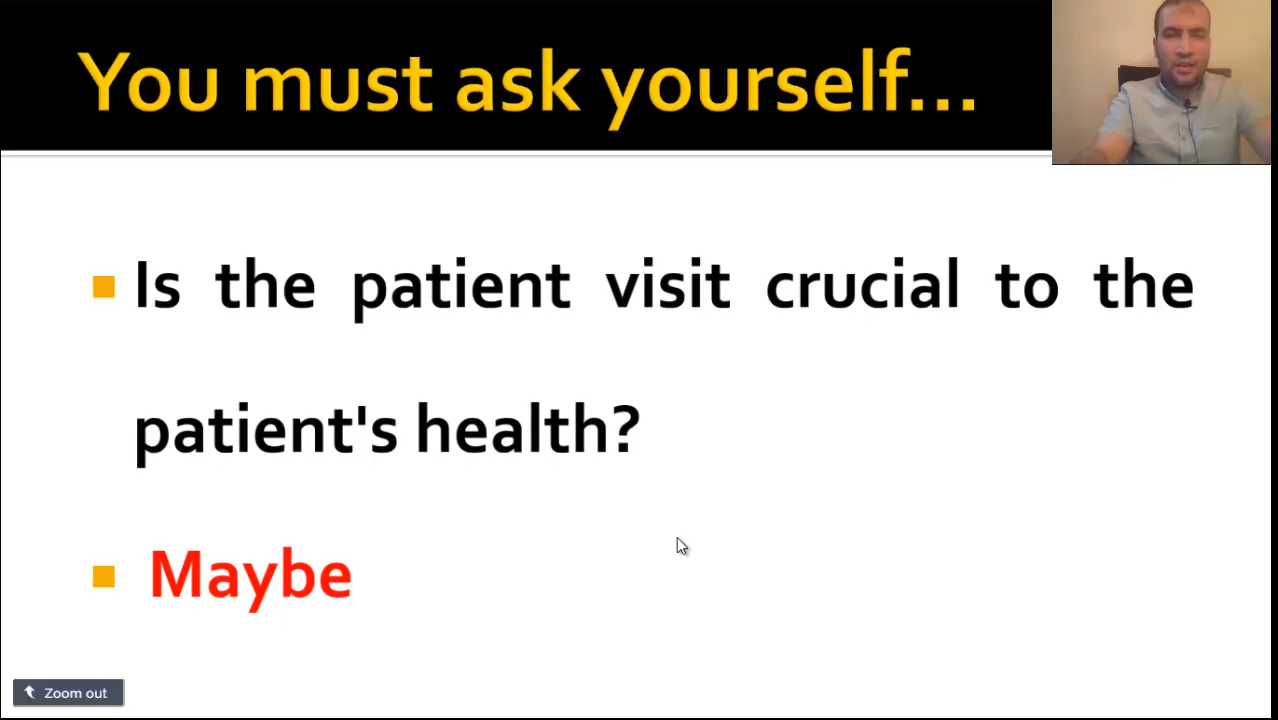 You must ask yourself...
Is the patient visit crucial to the
patient's health?
Maybe
Zoom out